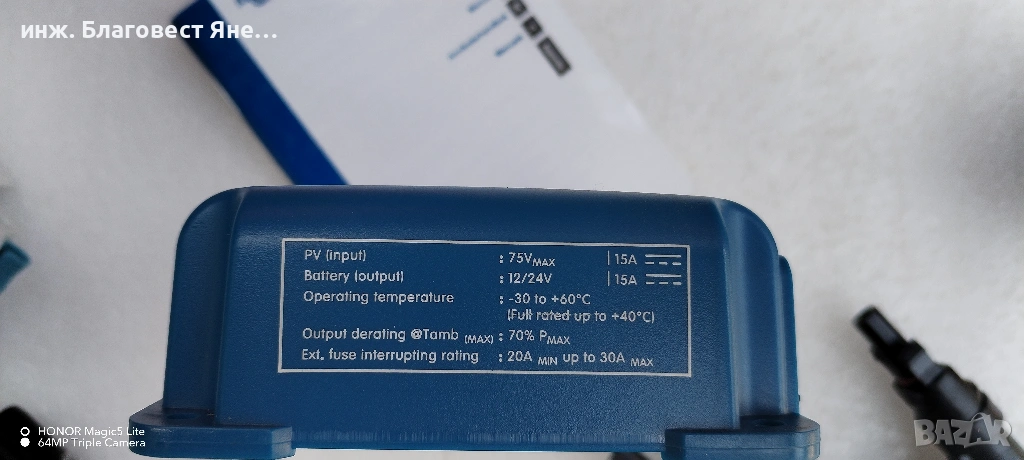 инж. Благовест Яне...
PV (input) : 75VMAX | 15A
Battery (output) : 12/24V | 15A
Operating temperature : -30 to +60°C
(Full rated up to +40°C)
Output derating @Tamb (MAX) : 70% PMAX
Ext. fuse interrupting rating : 20A MIN up to 30A MAX
HONOR Magic5 Lite
64MP Triple Camera
BAZAR